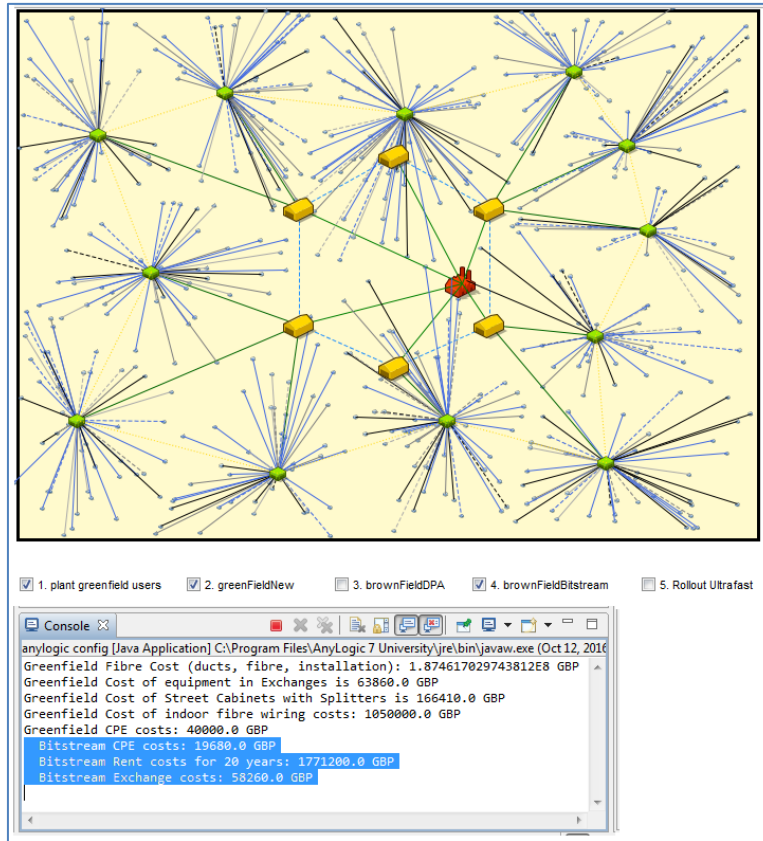 1. plant greenfield users 2. greenFieldNew 3. brownFieldDPA 4. brownFieldBitstream 5. Rollout Ultrafast
Console
anylogic config [Java Application] C:\Program Files\AnyLogic 7 University\jre\bin\javaw.exe (Oct 12, 2016
Greenfield Fibre Cost (ducts, fibre, installation): 1.874617029743812E8 GBP
Greenfield Cost of equipment in Exchanges is 63860.0 GBP
Greenfield Cost of Street Cabinets with Splitters is 166410.0 GBP
Greenfield Cost of indoor fibre wiring costs: 1050000.0 GBP
Greenfield CPE costs: 40000.0 GBP
Bitstream CPE costs: 19680.0 GBP
Bitstream Rent costs for 20 years: 1771200.0 GBP
Bitstream Exchange costs: 58260.0 GBP